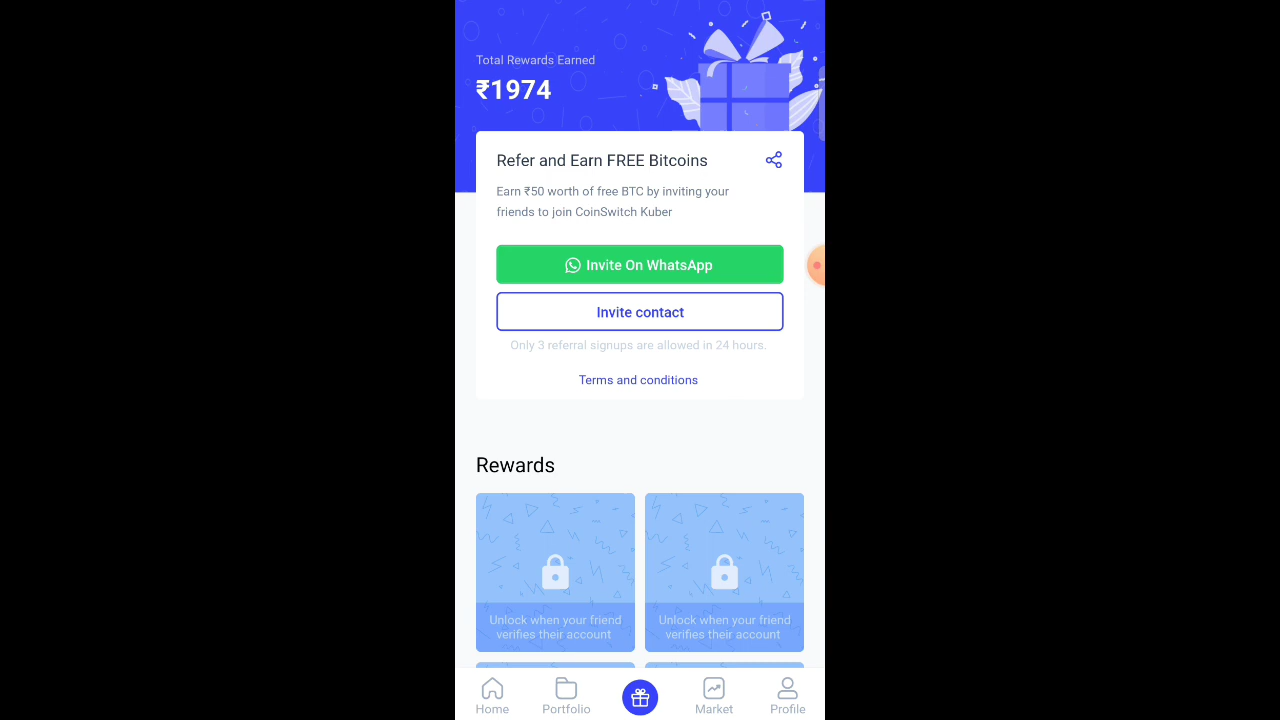 Total Rewards Earned
₹1974
Refer and Earn FREE Bitcoins
Earn ₹50 worth of free BTC by inviting your
friends to join CoinSwitch Kuber
Invite On WhatsApp
Invite contact
Only 3 referral signups are allowed in 24 hours.
Terms and conditions
Rewards
Unlock when your friend
verifies their account
Unlock when your friend
verifies their account
Home
Portfolio
Market
Profile